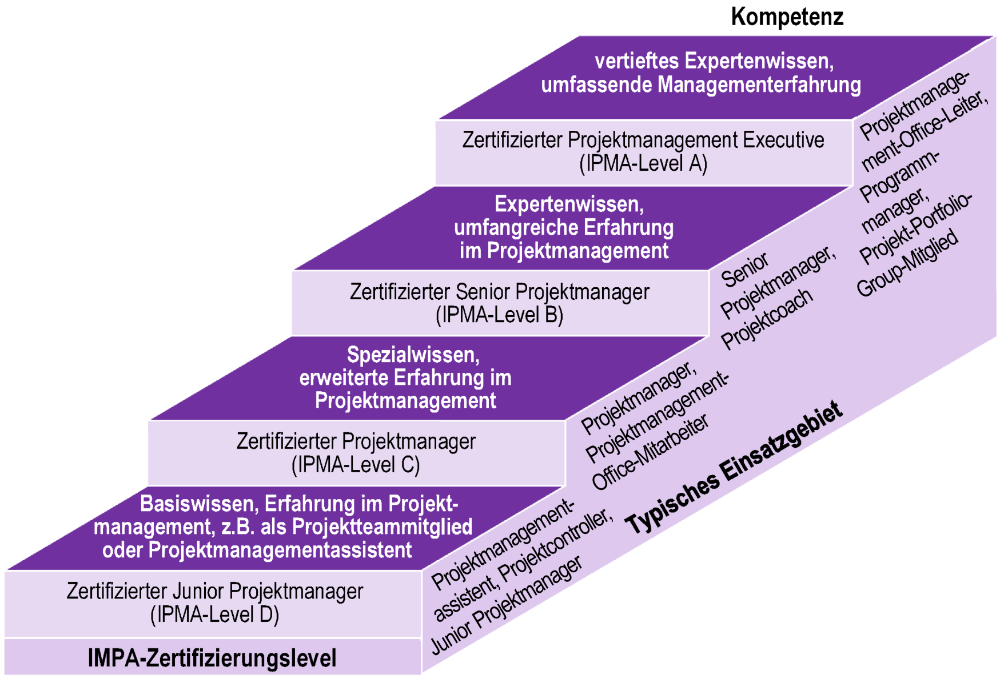 Kompetenz
vertieftes Expertenwissen,
umfassende Managementerfahrung
Zertifizierter Projektmanagement Executive
(IPMA-Level A)
Projektmanage-
ment-Office-Leiter,
Programm-
manager,
Projekt-Portfolio-
Group-Mitglied
Expertenwissen,
umfangreiche Erfahrung
im Projektmanagement
Zertifizierter Senior Projektmanager
(IPMA-Level B)
Senior
Projektmanager,
Projektcoach
Spezialwissen,
erweiterte Erfahrung im
Projektmanagement
Zertifizierter Projektmanager
(IPMA-Level C)
Projektmanager,
Projektmanagement-
Office-Mitarbeiter
Basiswissen, Erfahrung im Projekt-
management, z.B. als Projektteammitglied
oder Projektmanagementassistent
Zertifizierter Junior Projektmanager
(IPMA-Level D)
Projektmanagement-
assistent, Projektcontroller,
Junior Projektmanager
Typisches Einsatzgebiet
IMPA-Zertifizierungslevel